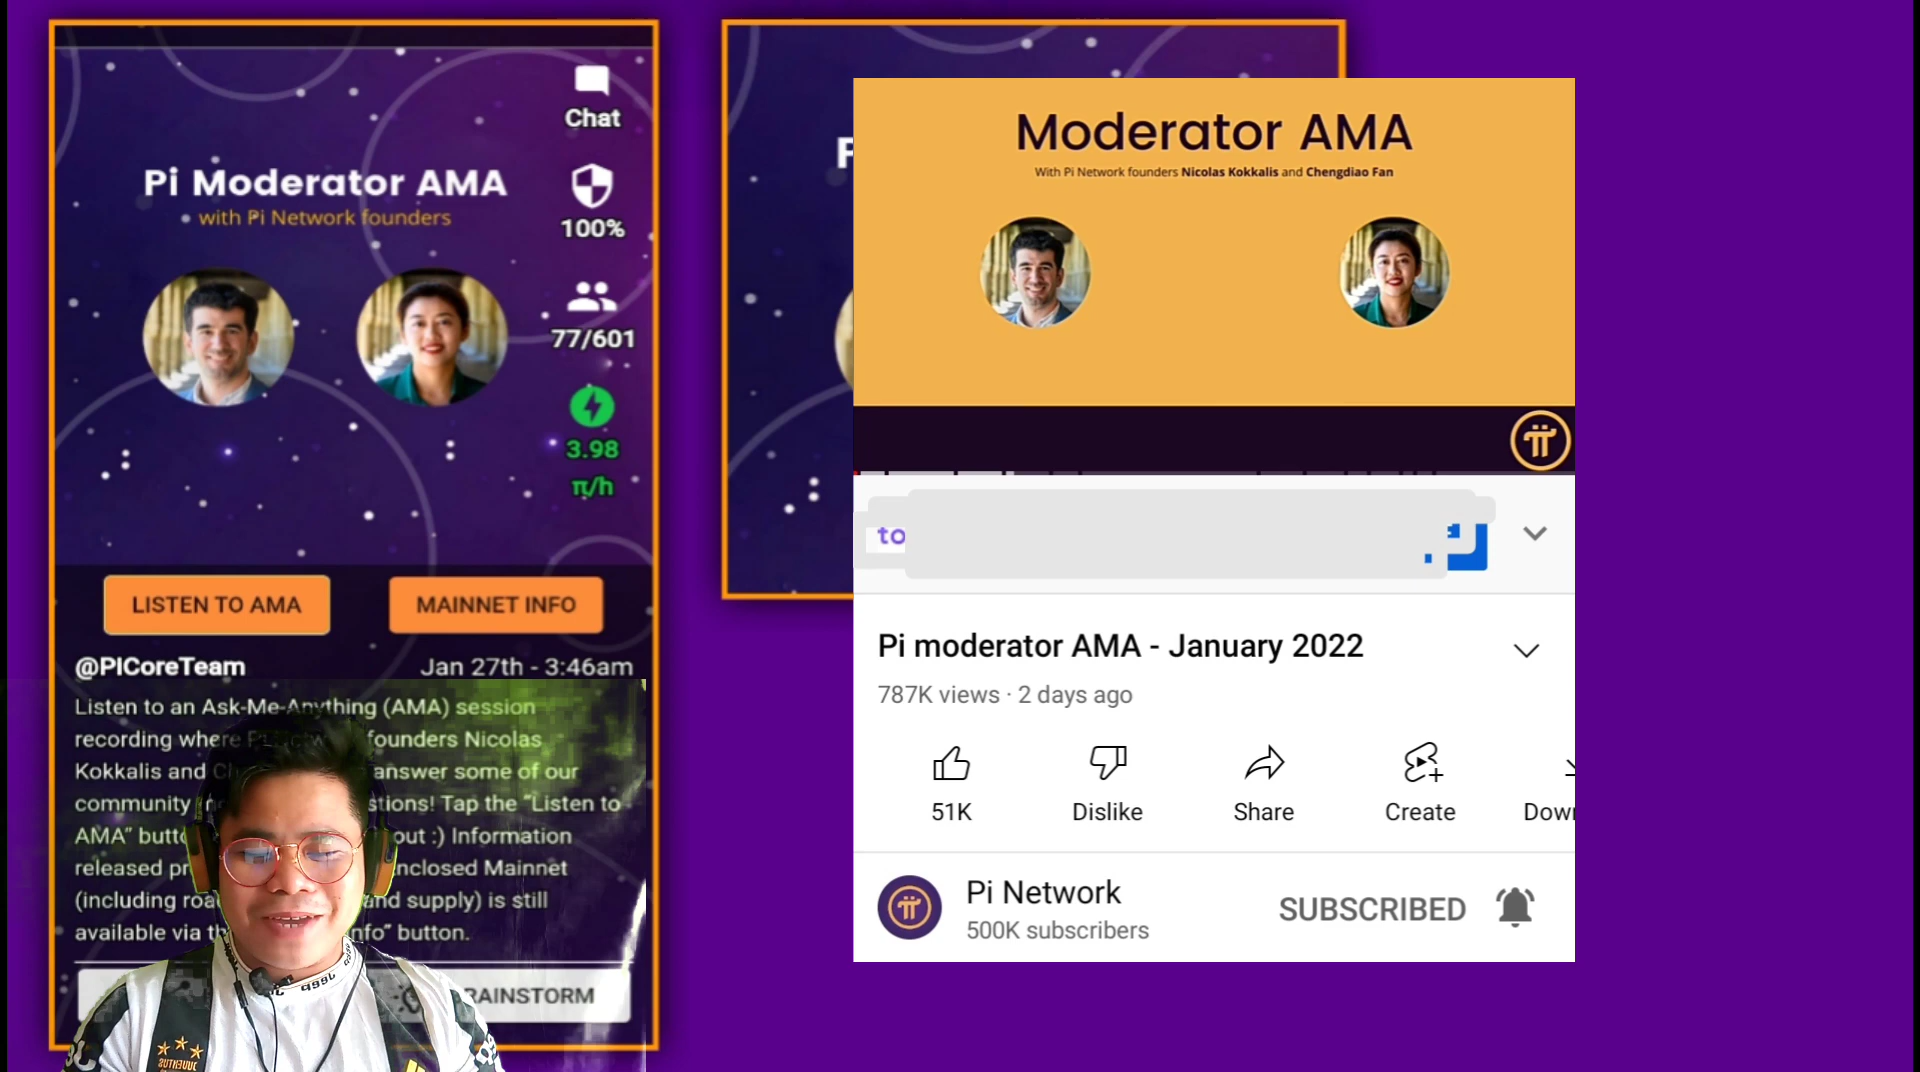 Chat
Pi Moderator AMA
with Pi Network founders
100%
77/601
3.98
π/h
LISTEN TO AMA
MAINNET INFO
@PICoreTeam
Jan 27th - 3:46am
Listen to an Ask-Me-Anything (AMA) session
recording where founders Nicolas
Kokkalis and answer some of our
community stions! Tap the “Listen to
AMA” butto out :) Information
released pr nclosed Mainnet
(including roa and supply) is still
available via th nfo” button.
RAINSTORM
Moderator AMA
With Pi Network founders Nicolas Kokkalis and Chengdiao Fan
to
Pi moderator AMA - January 2022
787K views · 2 days ago
51K
Dislike
Share
Create
Down
Pi Network
500K subscribers
SUBSCRIBED